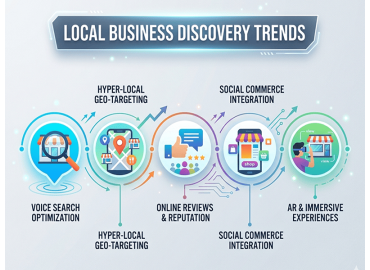 LOCAL BUSINESS DISCOVERY TRENDS
HYPER-LOCAL
GEO-TARGETING
SOCIAL COMMERCE
INTEGRATION
shop
VOICE SEARCH
OPTIMIZATION
ONLINE REVIEWS
& REPUTATION
AR & IMMERSIVE
EXPERIENCES
HYPER-LOCAL
GEO-TARGETING
SOCIAL COMMERCE
INTEGRATION